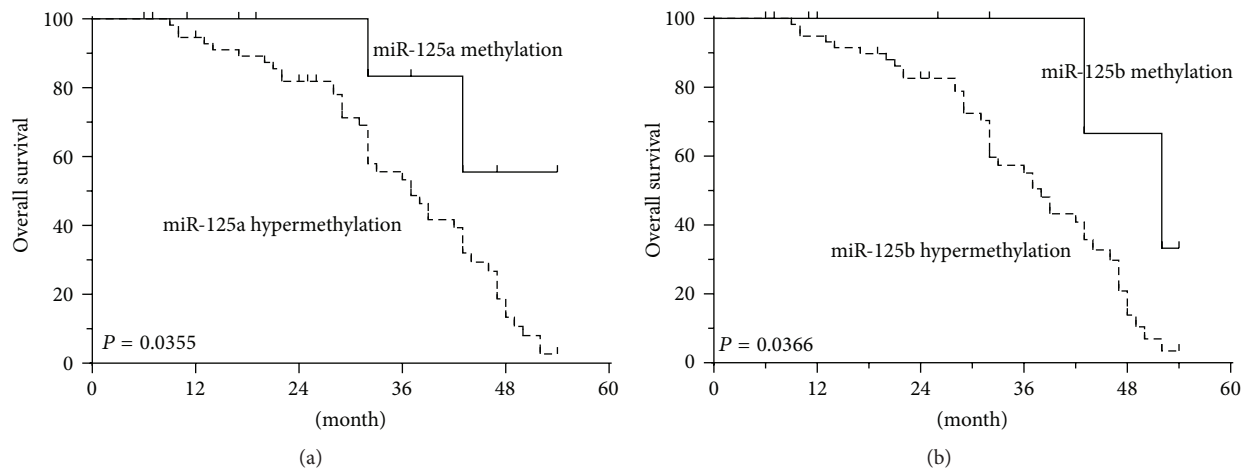 100
80
60
40
20
0
Overall survival
miR-125a methylation
miR-125a hypermethylation
P = 0.0355
0 12 24 36 48 60
(month)
(a)
100
80
60
40
20
0
Overall survival
miR-125b methylation
miR-125b hypermethylation
P = 0.0366
0 12 24 36 48 60
(month)
(b)